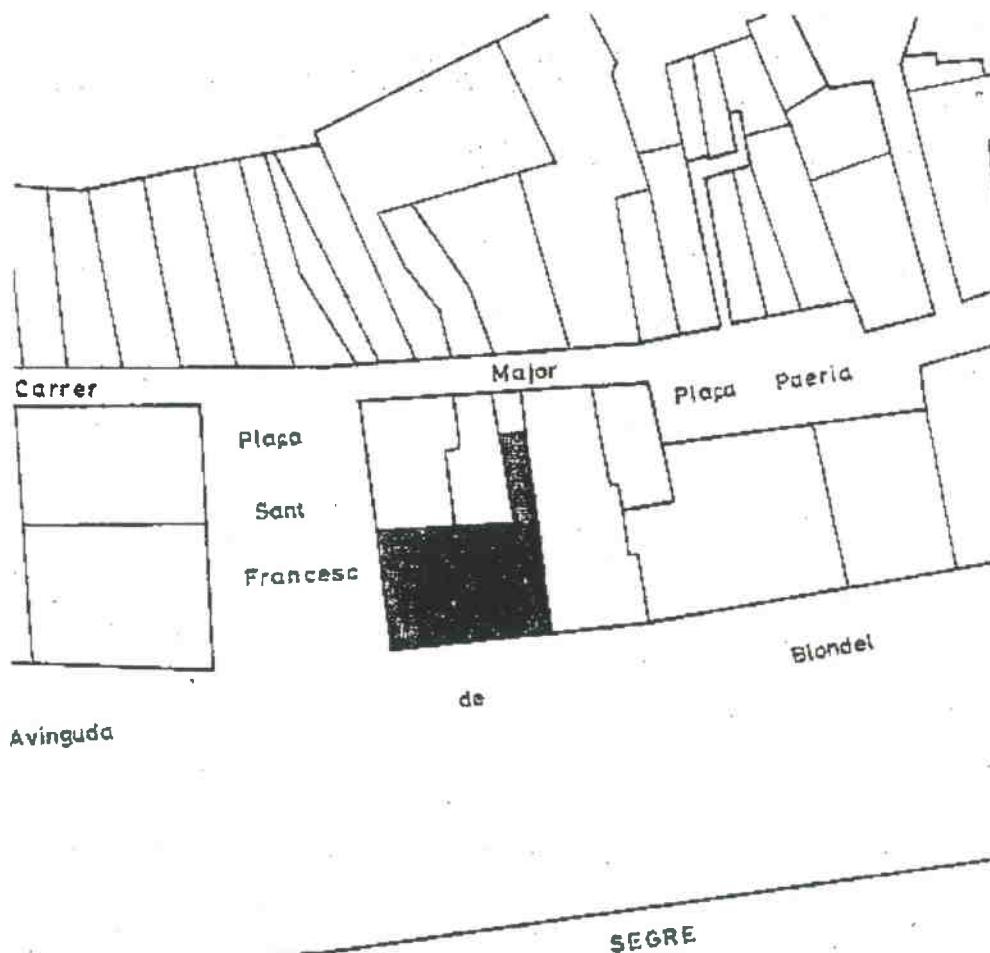 Carrer
Major
Plaça Paeria
Plaça
Sant
Francesc
Avinguda
de
Blondel
SEGRE